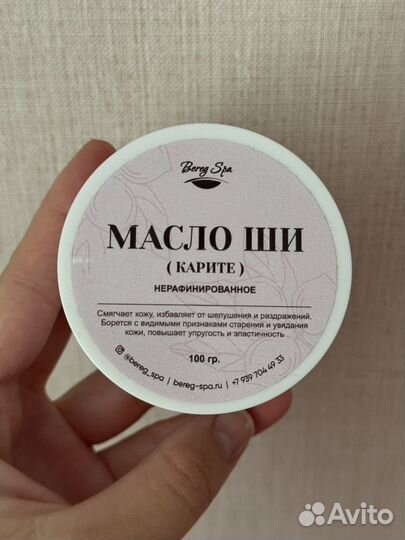 Bereg Spa
МАСЛО ШИ
( КАРИТЕ )
НЕРАФИНИРОВАННОЕ
Смягчает кожу, избавляет от шелушения и раздражений.
Борется с видимыми признаками старения и увядания
кожи, повышает упругость и эластичность
100 гр.
@bereg_spa | bereg-spa.ru | +7 939 704 49 33
Avito